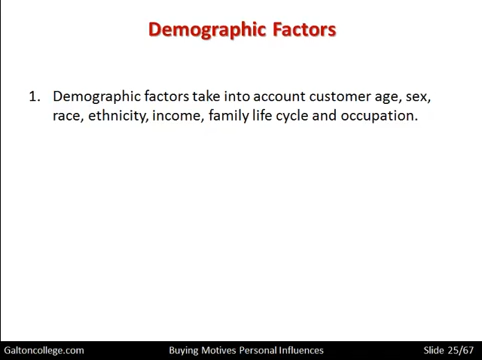 Demographic Factors
1. Demographic factors take into account customer age, sex,
race, ethnicity, income, family life cycle and occupation.
Galtoncollege.com Buying Motives Personal Influences Slide 25/67